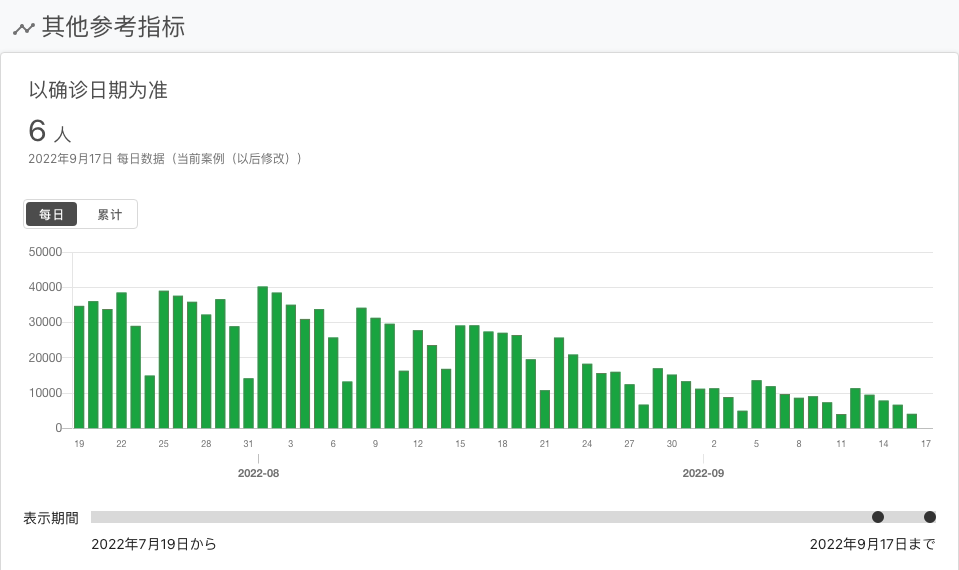 其他参考指标
以确诊日期为准
6 人
2022年9月17日 每日数据（当前案例（以后修改））
每日 累计
50000
40000
30000
20000
10000
0
19 22 25 28 31 3 6 9 12 15 18 21 24 27 30 2 5 8 11 14 17
2022-08 2022-09
表示期間
2022年7月19日から 2022年9月17日まで